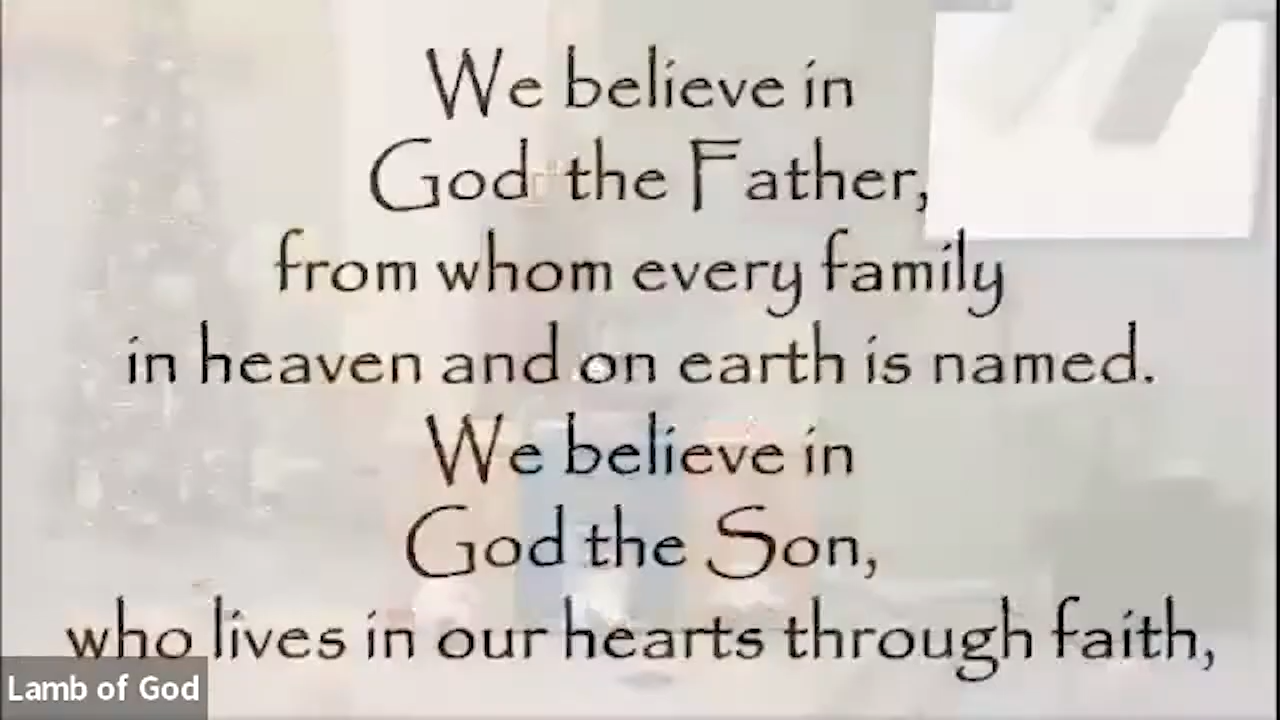 We believe in
God the Father,
from whom every family
in heaven and on earth is named.
We believe in
God the Son,
who lives in our hearts through faith,
Lamb of God